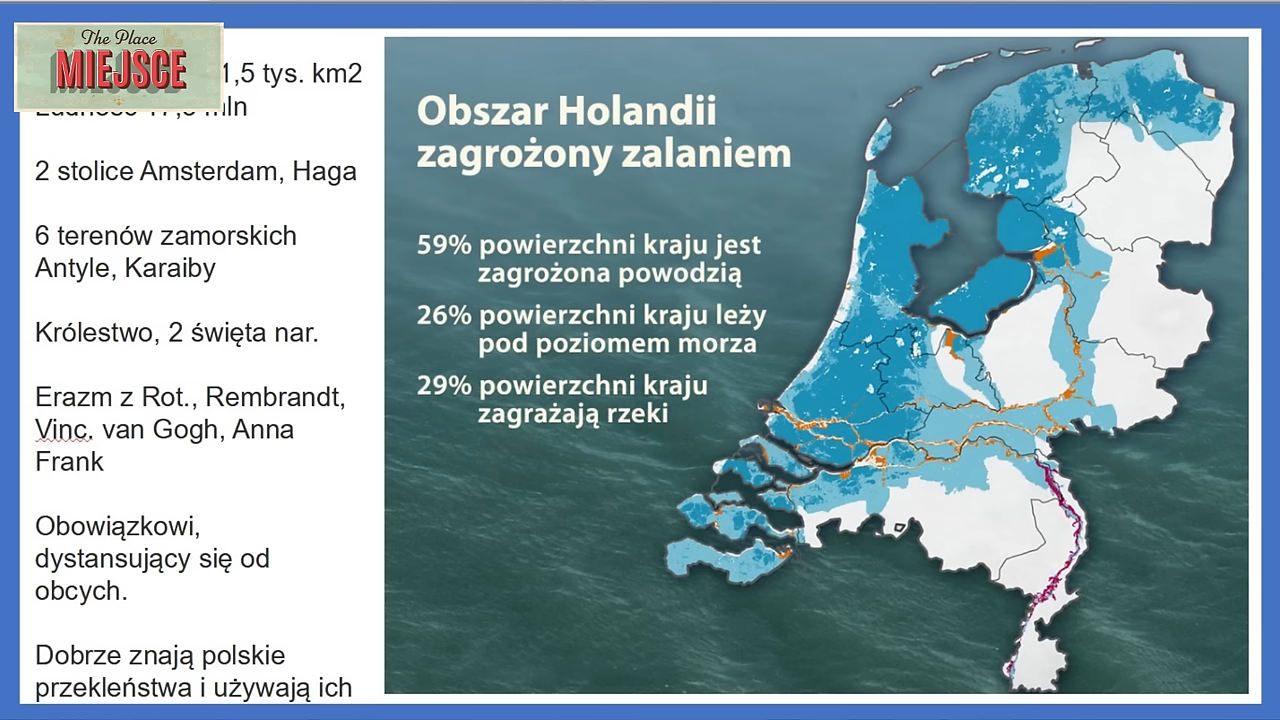 The Place
MIEJSCE
1,5 tys. km2
2 stolice Amsterdam, Haga
6 terenów zamorskich
Antyle, Karaiby
Królestwo, 2 święta nar.
Erazm z Rot., Rembrandt,
Vinc. van Gogh, Anna
Frank
Obowiązkowi,
dystansujący się od
obcych.
Dobrze znają polskie
przekleństwa i używają ich
Obszar Holandii
zagrożony zalaniem
59% powierzchni kraju jest
zagrożona powodzią
26% powierzchni kraju leży
pod poziomem morza
29% powierzchni kraju
zagrażają rzeki